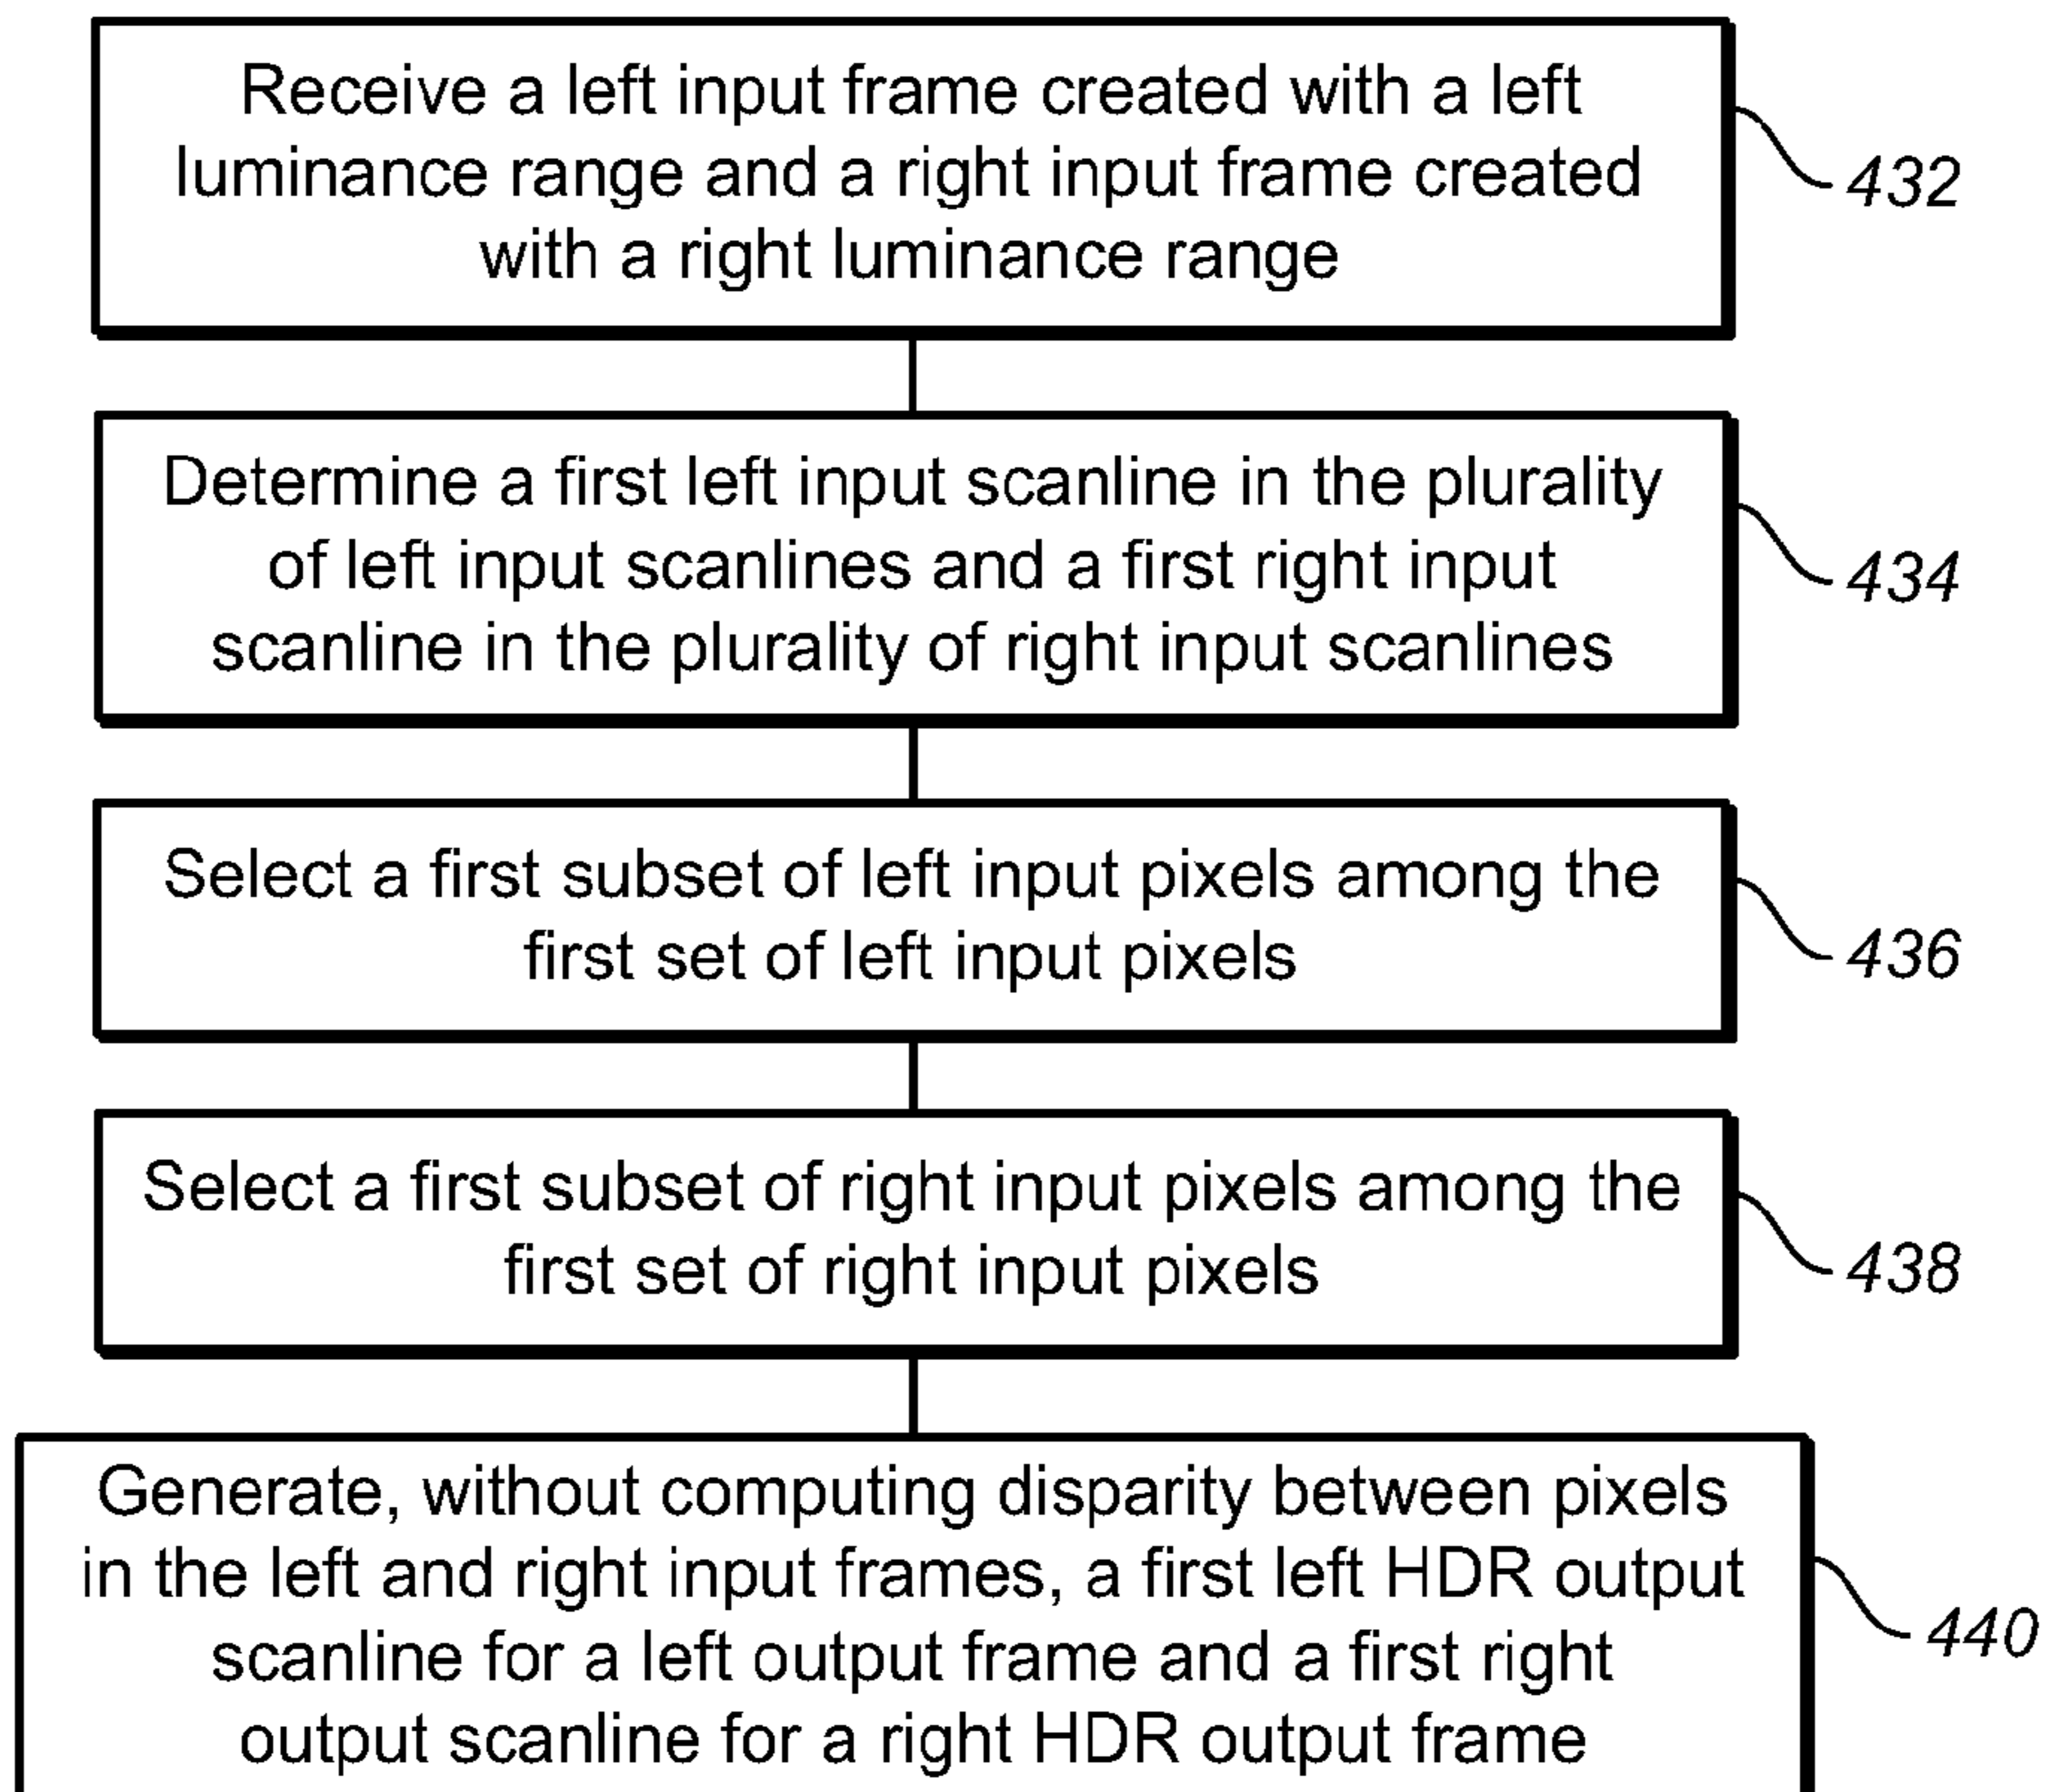 Receive a left input frame created with a left
luminance range and a right input frame created
with a right luminance range
432
Determine a first left input scanline in the plurality
of left input scanlines and a first right input
scanline in the plurality of right input scanlines
434
Select a first subset of left input pixels among the
first set of left input pixels
436
Select a first subset of right input pixels among the
first set of right input pixels
438
Generate, without computing disparity between pixels
in the left and right input frames, a first left HDR output
scanline for a left output frame and a first right
output scanline for a right HDR output frame
440